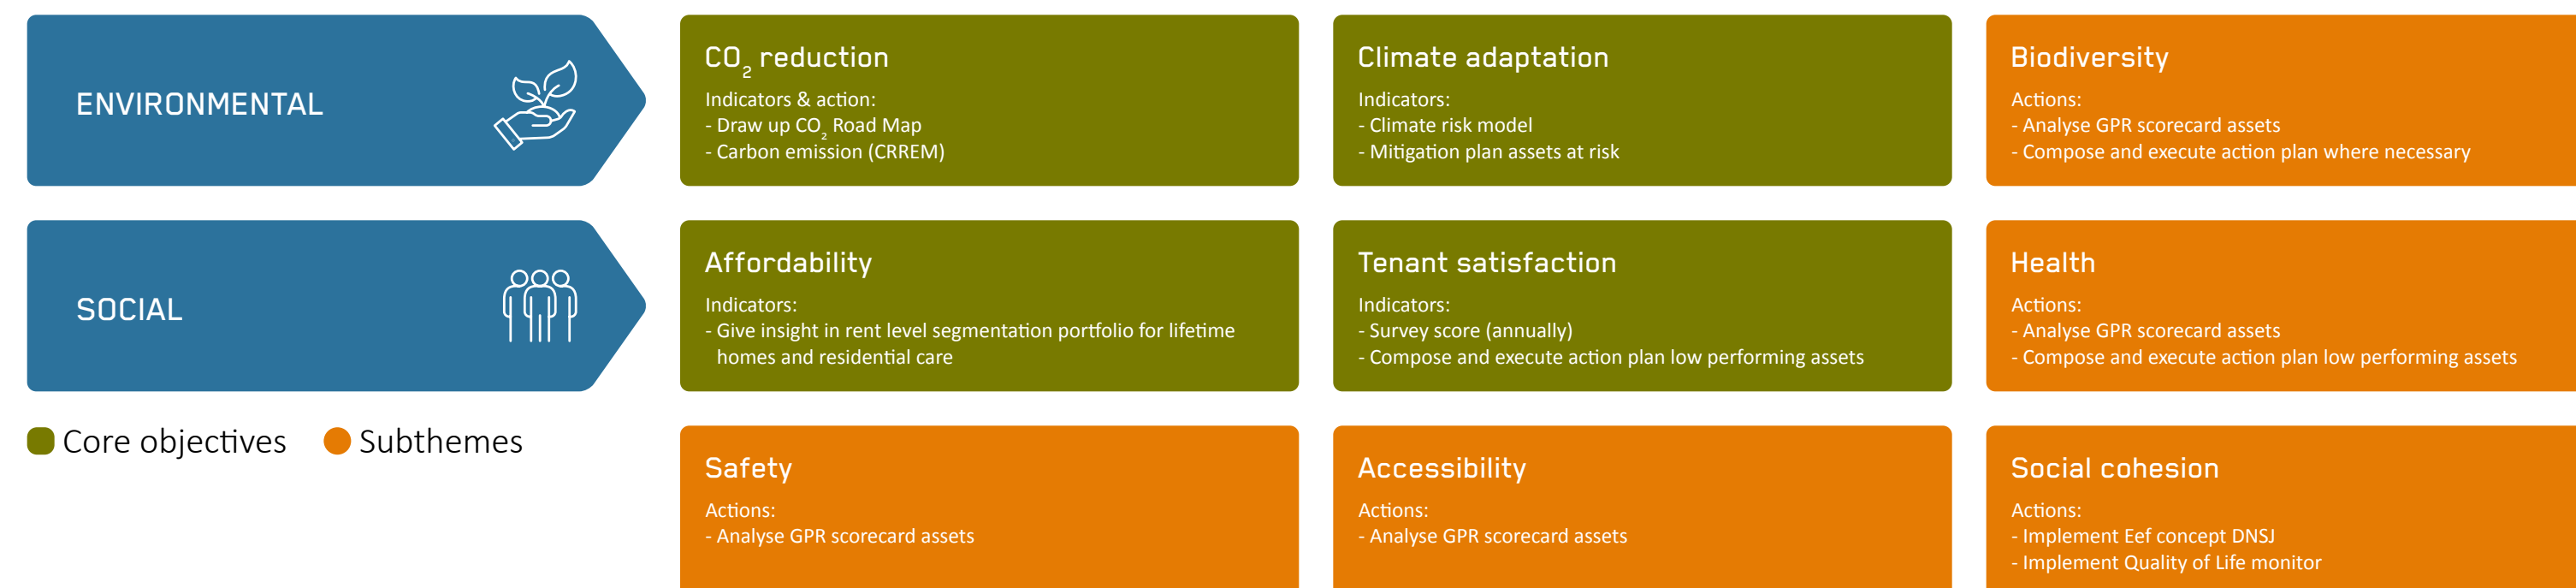 ENVIRONMENTAL
CO₂ reduction
Indicators & action:
- Draw up CO₂ Road Map
- Carbon emission (CRREM)
Climate adaptation
Indicators:
- Climate risk model
- Mitigation plan assets at risk
Biodiversity
Actions:
- Analyse GPR scorecard assets
- Compose and execute action plan where necessary
SOCIAL
Affordability
Indicators:
- Give insight in rent level segmentation portfolio for lifetime
homes and residential care
Tenant satisfaction
Indicators:
- Survey score (annually)
- Compose and execute action plan low performing assets
Health
Actions:
- Analyse GPR scorecard assets
- Compose and execute action plan low performing assets
Core objectives
Subthemes
Safety
Actions:
- Analyse GPR scorecard assets
Accessibility
Actions:
- Analyse GPR scorecard assets
Social cohesion
Actions:
- Implement Eef concept DNSJ
- Implement Quality of Life monitor